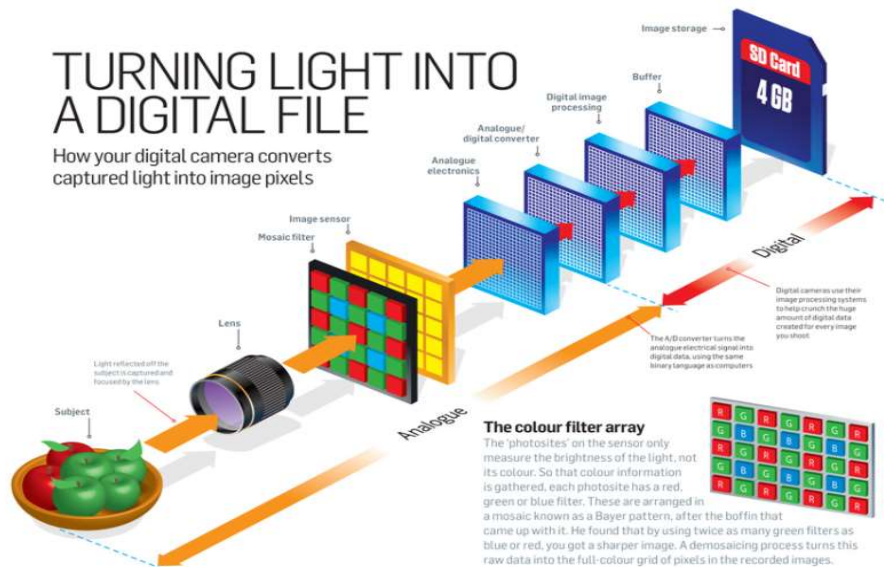 TURNING LIGHT INTO
A DIGITAL FILE
How your digital camera converts
captured light into image pixels
Image storage
SD Card
4 GB
Buffer
Digital image
processing
Analogue/
digital converter
Analogue
electronics
Image sensor
Mosaic filter
Lens
Light reflected off the
subject is captured and
focused by the lens
Subject
Analogue
Digital
Digital cameras use their
image processing systems
to help crunch the huge
amount of digital data
created for every image
you shoot
The A/D converter turns the
analogue electrical signal into
digital data, using the same
binary language as computers
The colour filter array
The 'photosites' on the sensor only
measure the brightness of the light, not
its colour. So that colour information
is gathered, each photosite has a red,
green or blue filter. These are arranged in
a mosaic known as a Bayer pattern, after the boffin that
came up with it. He found that by using twice as many green filters as
blue or red, you got a sharper image. A demosaicing process turns this
raw data into the full-colour grid of pixels in the recorded images.
R G R G R G R
G B G B G B G
R G R G R G R
G B G B G B G
R G R G R G R